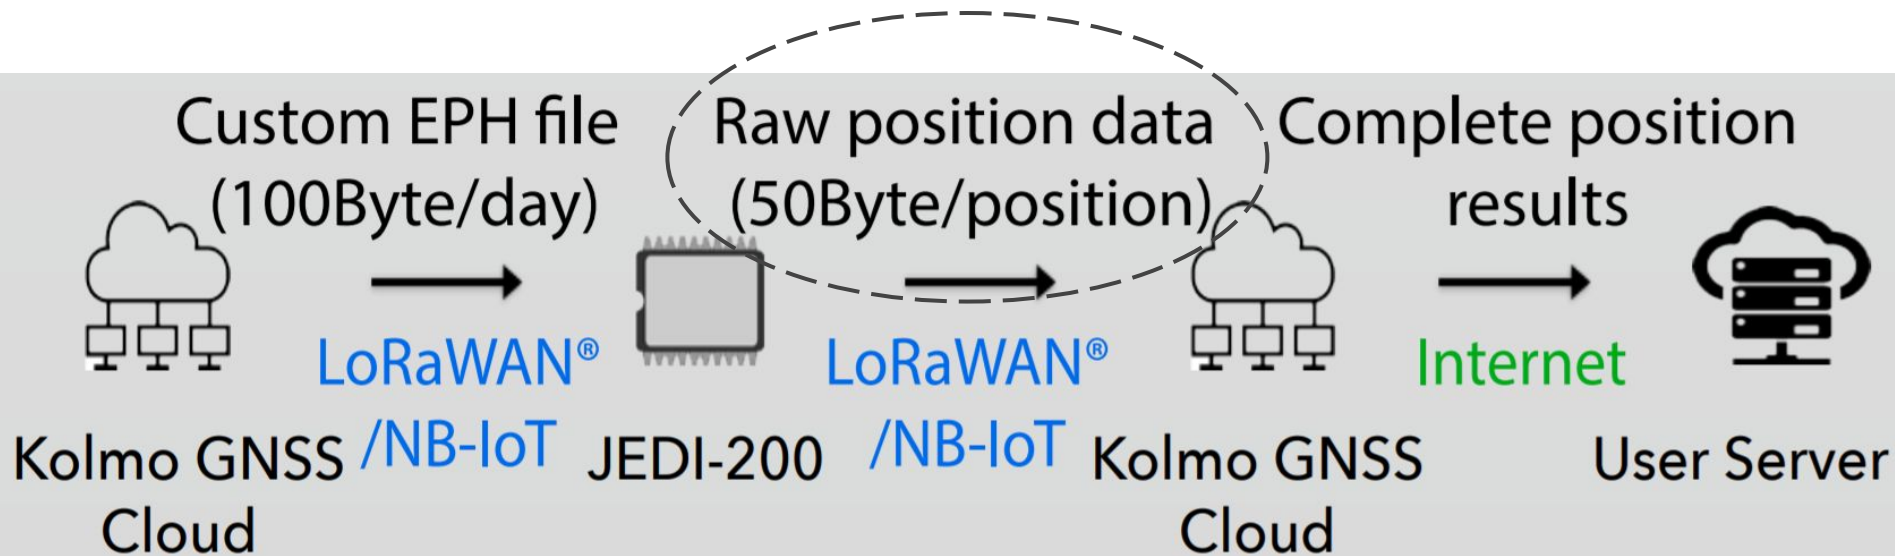 Custom EPH file
(100Byte/day)
Raw position data
(50Byte/position)
Complete position
results
LoRaWAN®
/NB-IoT
LoRaWAN®
/NB-IoT
Internet
Kolmo GNSS
Cloud
JEDI-200
Kolmo GNSS
Cloud
User Server